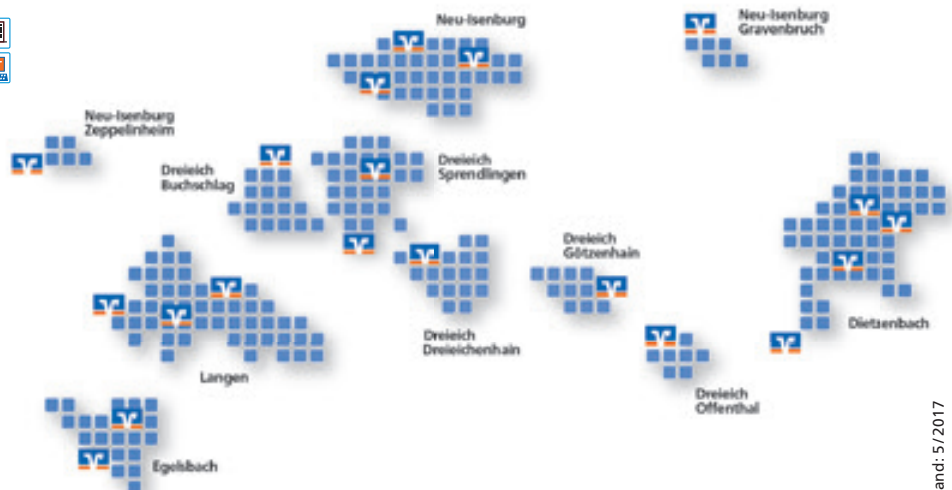 Neu-Isenburg
Neu-Isenburg
Gravenbruch
Neu-Isenburg
Zeppelinheim
Dreieich
Buchschlag
Dreieich
Sprendlingen
Dreieich
Götzenhain
Dreieich
Dreieichenhain
Dietzenbach
Langen
Dreieich
Offenthal
Egelsbach
and: 5/2017